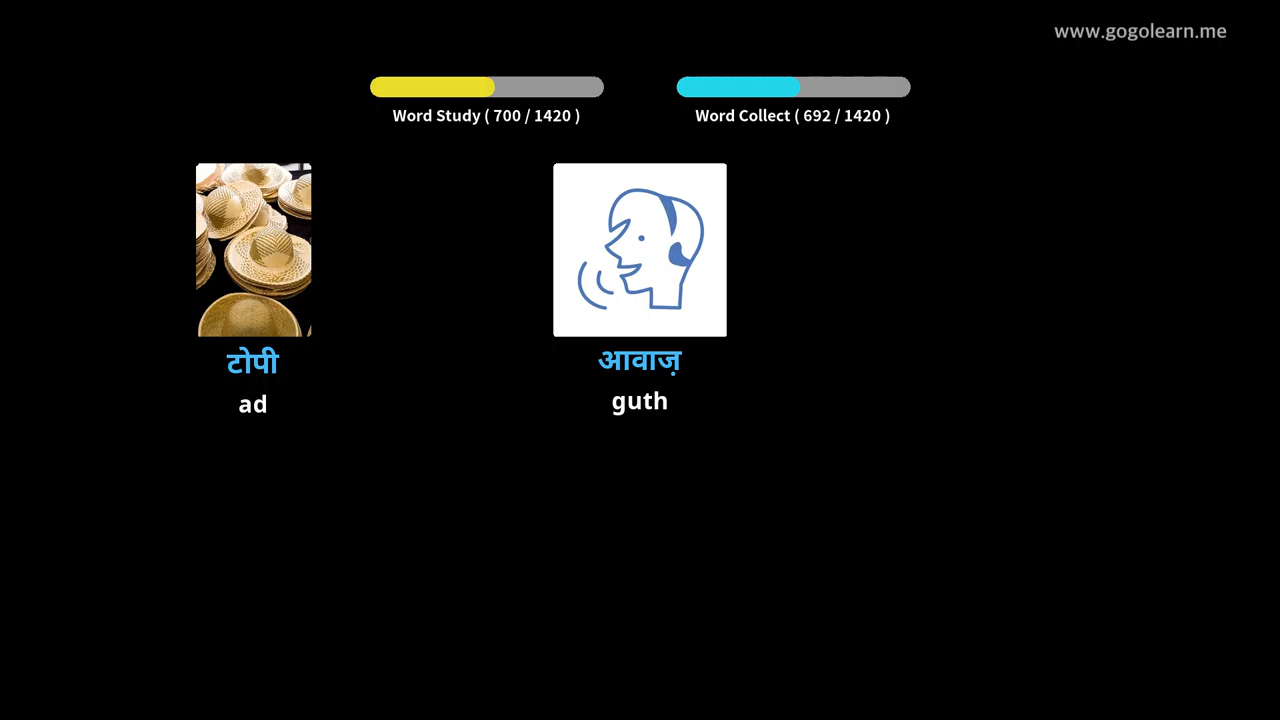 www.gogolearn.me
Word Study ( 700 / 1420 )
Word Collect ( 692 / 1420 )
टोपी
ad
आवाज़
guth